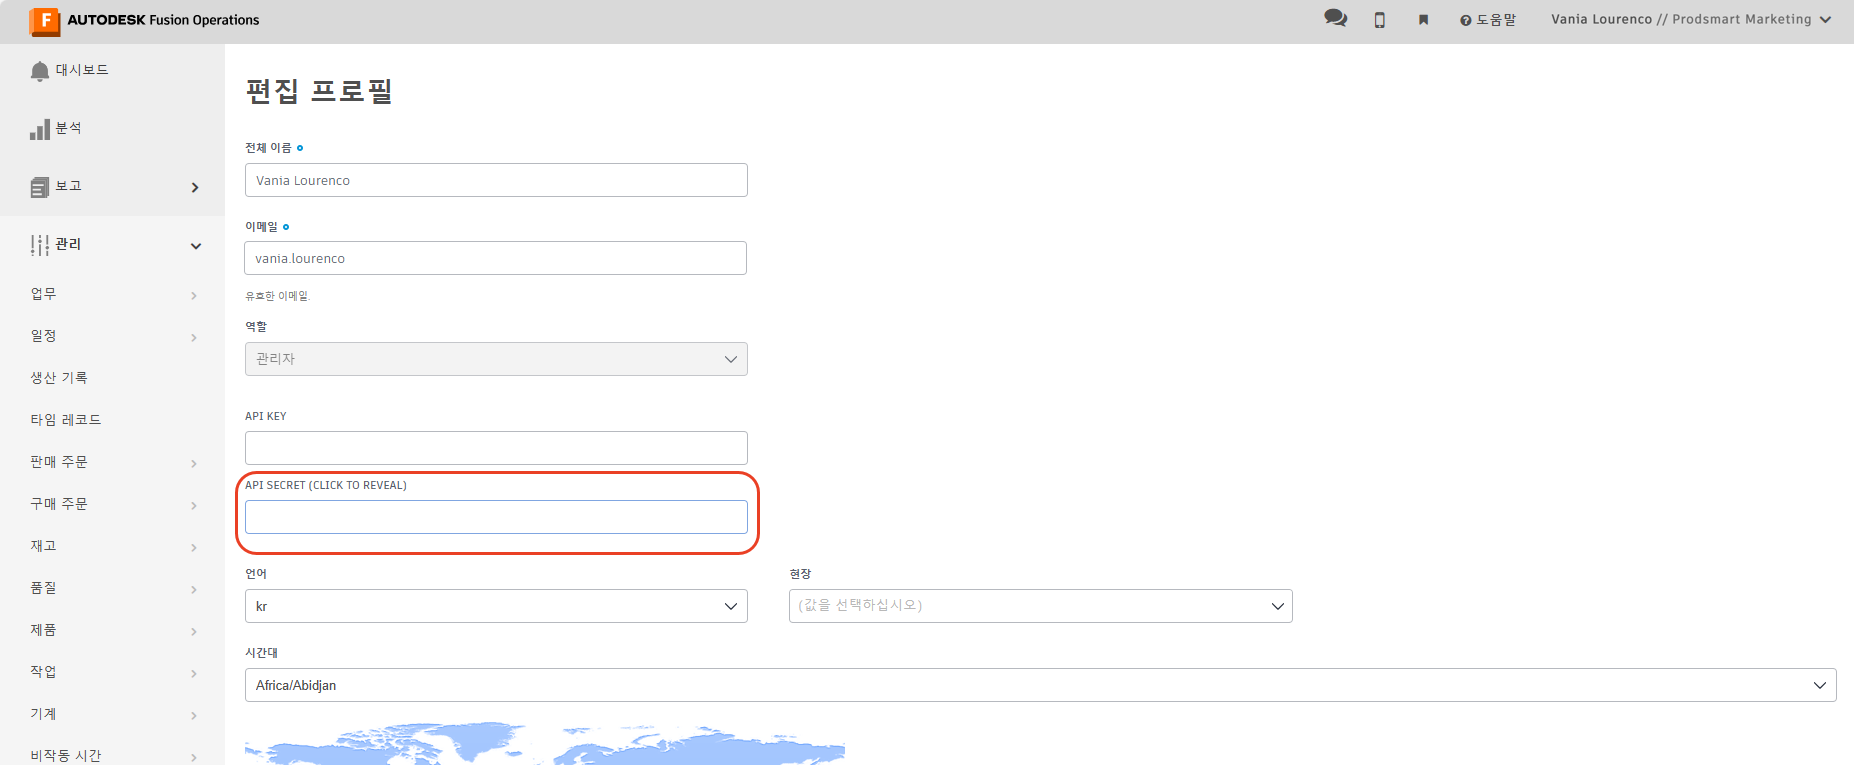 F AUTODESK Fusion Operations
도움말
Vania Lourenco // Prodsmart Marketing
대시보드
분석
보고
관리
업무
일정
생산 기록
타임 레코드
판매 주문
구매 주문
재고
품질
제품
작업
기계
비작동 시간
편집 프로필
전체 이름
Vania Lourenco
이메일
vania.lourenco
유효한 이메일.
역할
관리자
API KEY
API SECRET (CLICK TO REVEAL)
언어
kr
현장
(값을 선택하십시오)
시간대
Africa/Abidjan